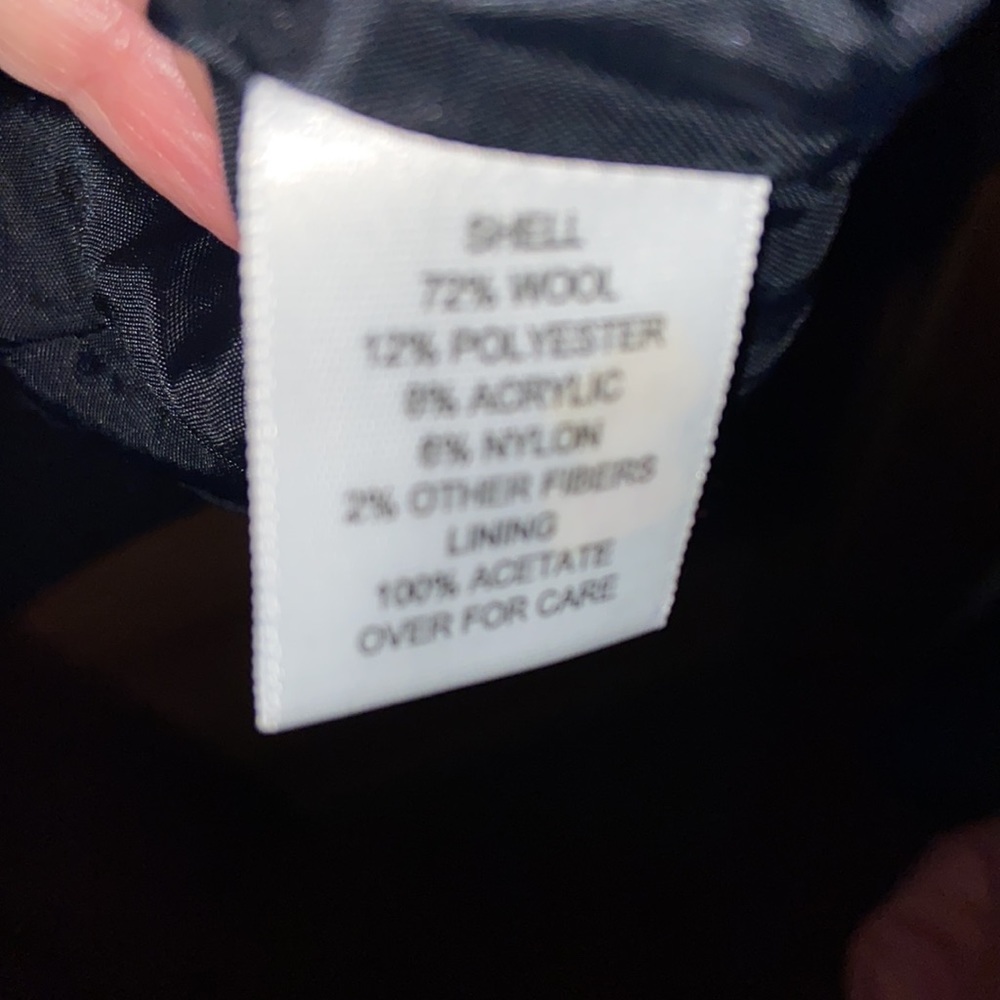 SHELL
72% WOOL
12% POLYESTER
8% ACRYLIC
6% NYLON
2% OTHER FIBERS
LINING
100% ACETATE
OVER FOR CARE